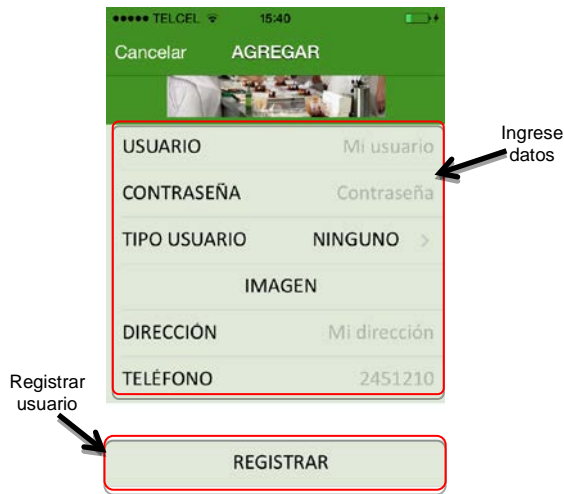 TELCEL 15:40
Cancelar AGREGAR
USUARIO Mi usuario
Ingrese
datos
CONTRASEÑA Contraseña
TIPO USUARIO NINGUNO >
IMAGEN
DIRECCIÓN Mi dirección
TELÉFONO 2451210
Registrar
usuario
REGISTRAR